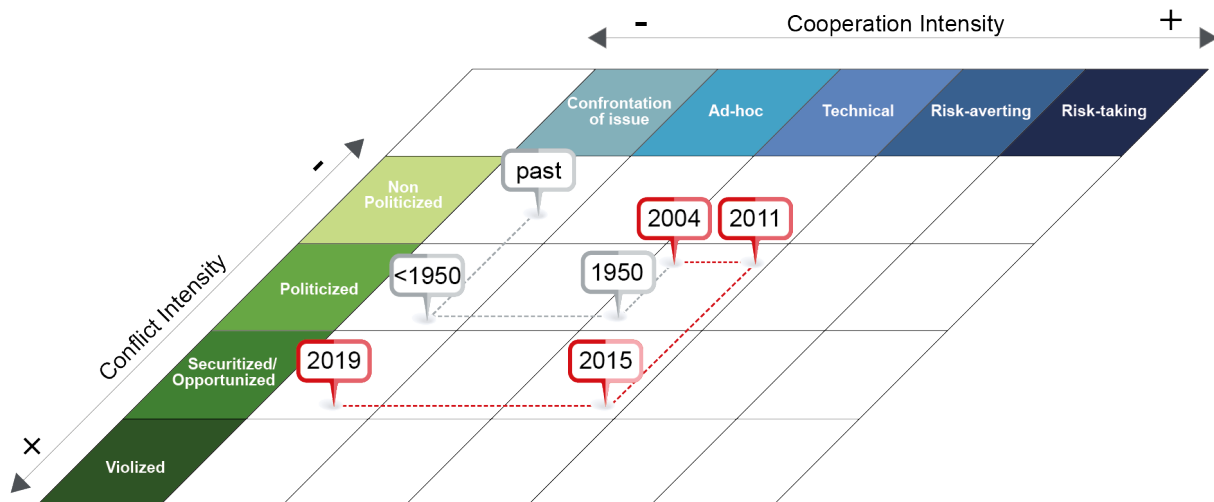 -
Cooperation Intensity
+
Confrontation
of issue
Ad-hoc
Technical
Risk-averting
Risk-taking
-
Conflict Intensity
+
Non
Politicized
Politicized
Securitized/
Opportunized
Violized
past
2004
2011
<1950
1950
2019
2015